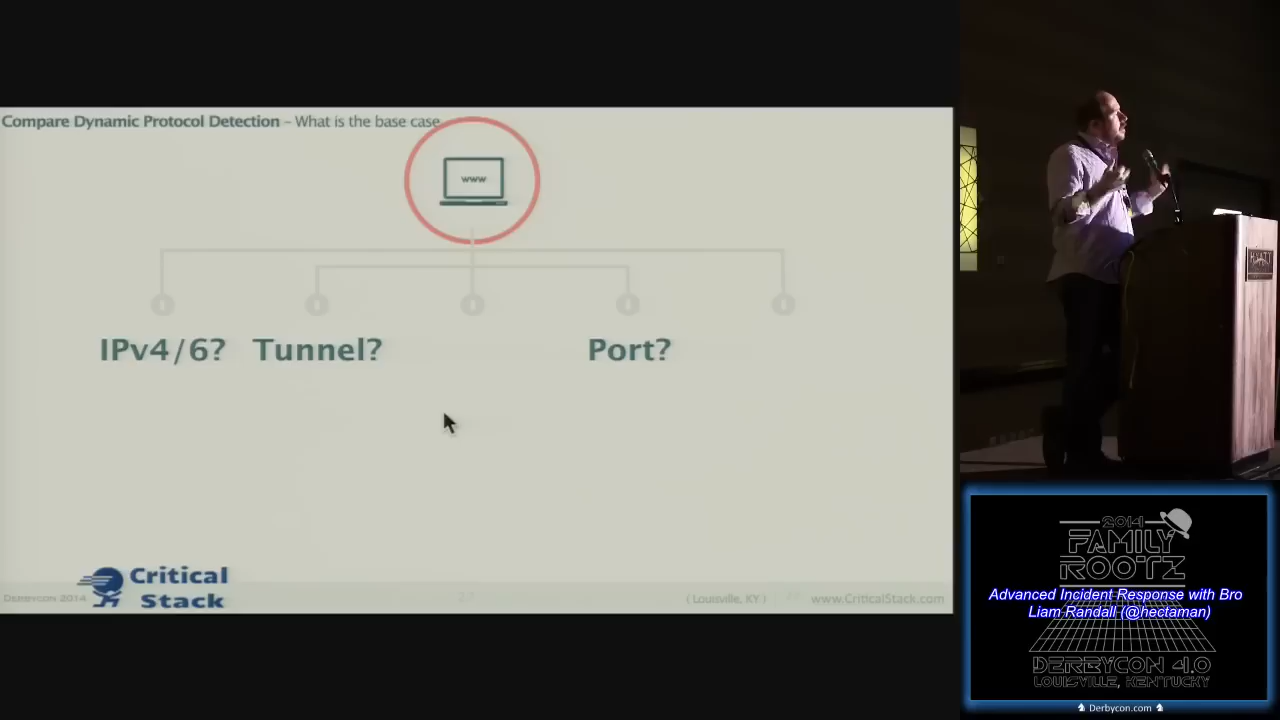 Compare Dynamic Protocol Detection – What is the base case
www
IPv4/6? Tunnel? Port?
Critical
Stack
DERBYCON 2014
( Louisville, KY )
www.CriticalStack.com
HYATT
2014
FAMILY
ROOTZ
Advanced Incident Response with Bro
Liam Randall (@hectaman)
DERBYCON 4.0
LOUISVILLE, KENTUCKY
Derbycon.com